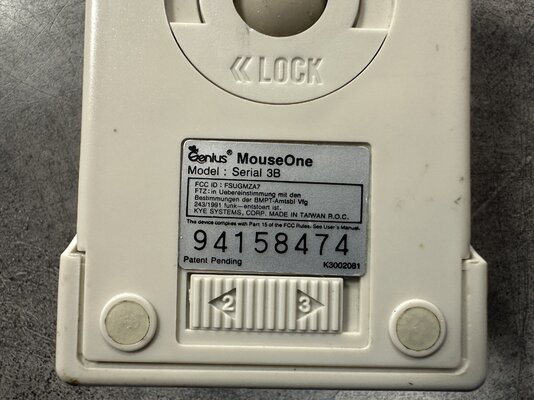 << LOCK
Genius® MouseOne
Model : Serial 3B
FCC ID : FSUGMZA7
FTZ: in Uebereinstimmung mit den
Bestimmungen der BMPT-Amtsbl Vfg
243/1991 funk-entstoert ist.
KYE SYSTEMS, CORP. MADE IN TAIWAN R.O.C.
This device complies with Part 15 of the FCC Rules. See User's Manual.
94158474
Patent Pending K3002081
2 3